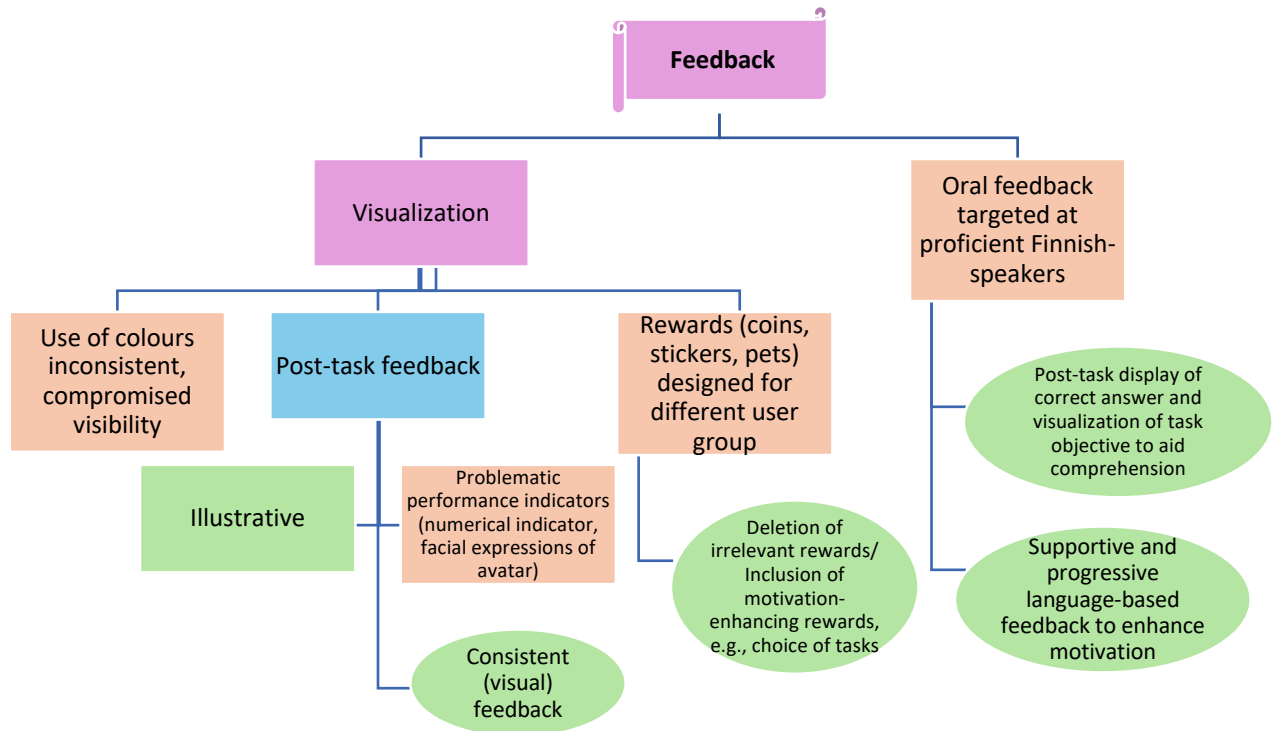 Feedback
Visualization
Oral feedback
targeted at
proficient Finnish-
speakers
Use of colours
inconsistent,
compromised
visibility
Post-task feedback
Rewards (coins,
stickers, pets)
designed for
different user
group
Post-task display of
correct answer and
visualization of task
objective to aid
comprehension
Illustrative
Problematic
performance indicators
(numerical indicator,
facial expressions of
avatar)
Deletion of
irrelevant rewards/
Inclusion of
motivation-
enhancing rewards,
e.g., choice of tasks
Supportive and
progressive
language-based
feedback to enhance
motivation
Consistent
(visual)
feedback